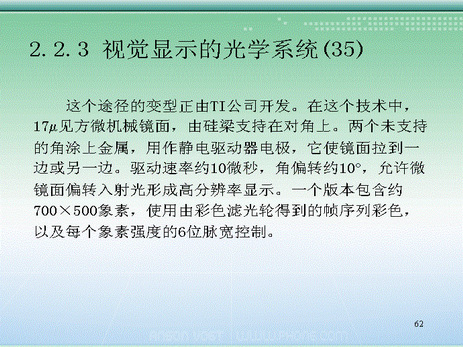 2.2.3 视觉显示的光学系统(35)
这个途径的变型正由TI公司开发。在这个技术中，
17μ见方微机械镜面，由硅梁支持在对角上。两个未支持
的角涂上金属，用作静电驱动器电极，它使镜面拉到一
边或另一边。驱动速率约10微秒，角偏转约10°，允许微
镜面偏转入射光形成高分辨率显示。一个版本包含约
700×500象素，使用由彩色滤光轮得到的帧序列彩色，
以及每个象素强度的6位脉宽控制。
62